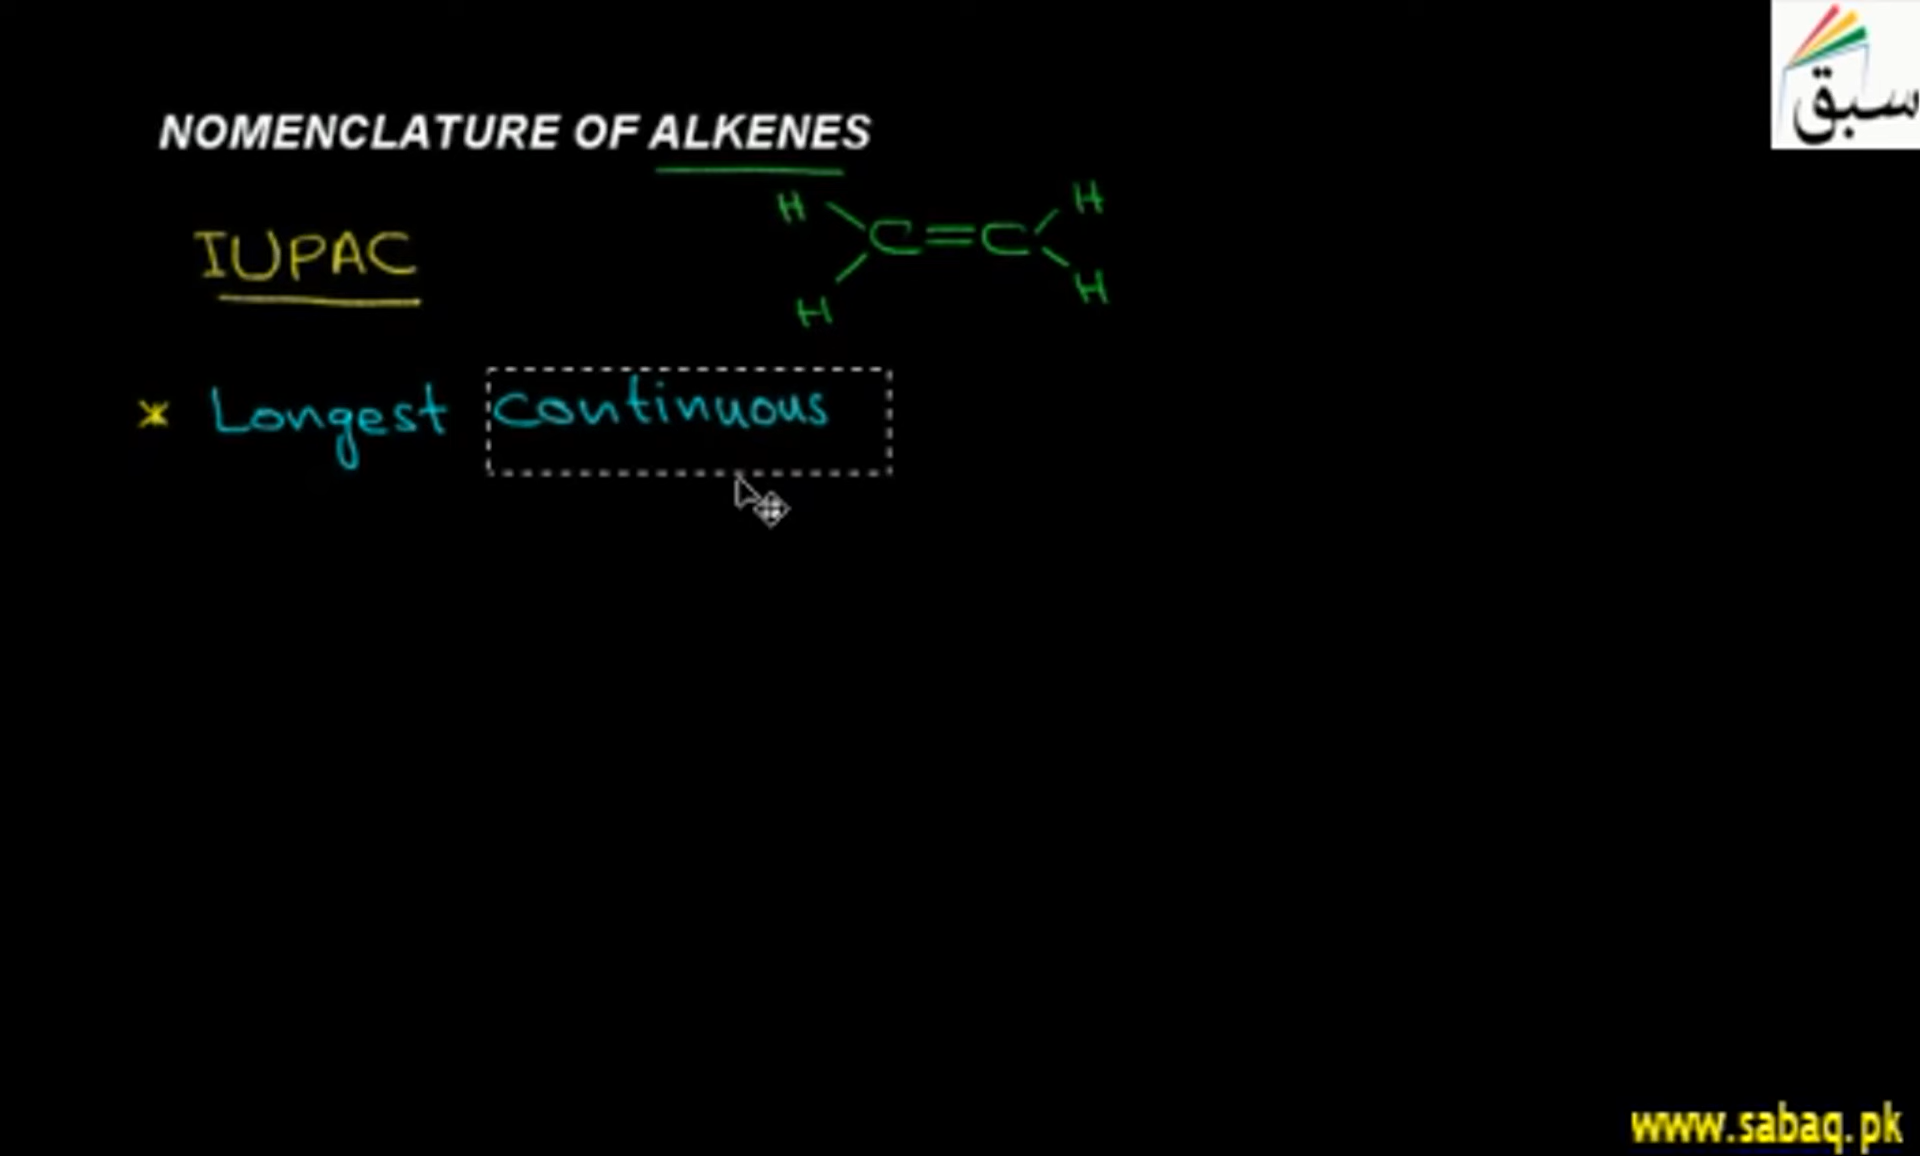 سبق
NOMENCLATURE OF ALKENES
IUPAC
H H
C=C
H H
* Longest continuous
www.sabaq.pk